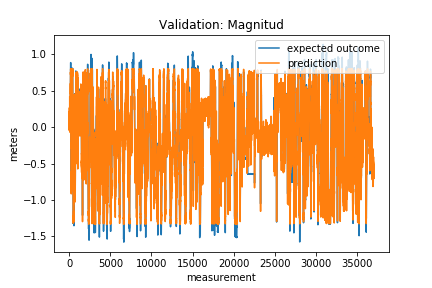 Validation: Magnitud
expected outcome
prediction
1.0
0.5
0.0
−0.5
−1.0
−1.5
meters
0 5000 10000 15000 20000 25000 30000 35000
measurement